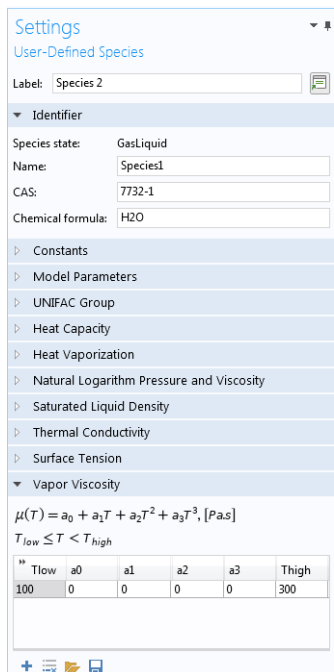 Settings
User-Defined Species
Label: Species 2
Identifier
Species state: GasLiquid
Name: Species1
CAS: 7732-1
Chemical formula: H2O
Constants
Model Parameters
UNIFAC Group
Heat Capacity
Heat Vaporization
Natural Logarithm Pressure and Viscosity
Saturated Liquid Density
Thermal Conductivity
Surface Tension
Vapor Viscosity
μ(T) = a₀ + a₁T + a₂T² + a₃T³, [Pa.s]
T_low ≤ T < T_high
Tlow a0 a1 a2 a3 Thigh
100 0 0 0 0 300